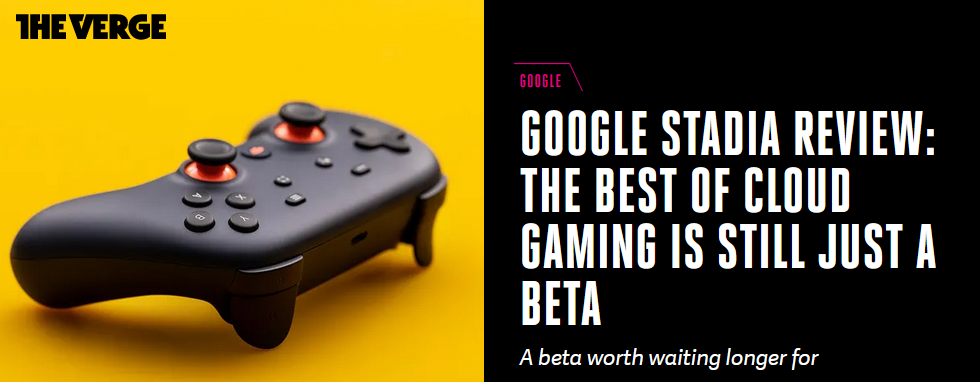 THE VERGE
GOOGLE
GOOGLE STADIA REVIEW:
THE BEST OF CLOUD
GAMING IS STILL JUST A
BETA
A beta worth waiting longer for
A
X
B
Y